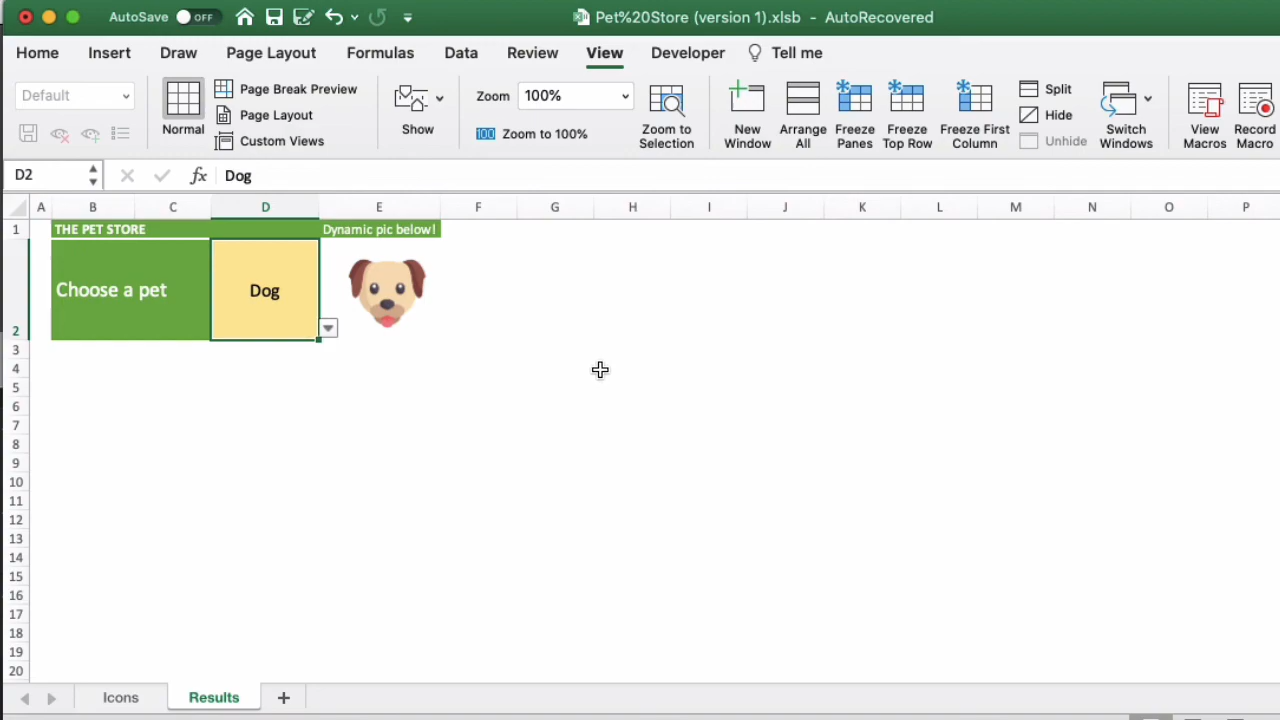 AutoSave OFF Pet%20Store (version 1).xlsb - AutoRecovered
Home Insert Draw Page Layout Formulas Data Review View Developer Tell me
Default
Normal
Page Break Preview
Page Layout
Custom Views
Show
Zoom 100%
100 Zoom to 100%
Zoom to
Selection
New
Window
Arrange
All
Freeze
Panes
Freeze
Top Row
Freeze First
Column
Split
Hide
Unhide
Switch
Windows
View
Macros
Record
Macro
D2 fx Dog
A B C D E F G H I J K L M N O P
1 THE PET STORE Dynamic pic below!
2 Choose a pet Dog
3
4
5
6
7
8
9
10
11
12
13
14
15
16
17
18
19
20
Icons Results +